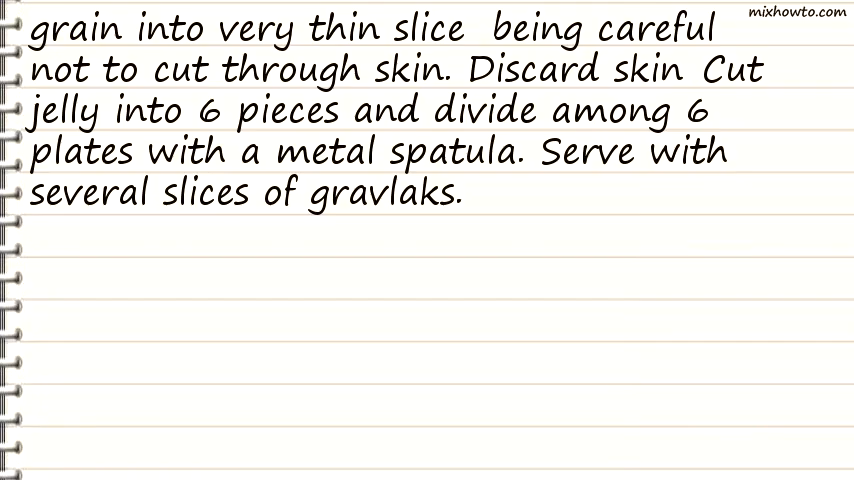 mixhowto.com
grain into very thin slice  being careful
not to cut through skin. Discard skin Cut
jelly into 6 pieces and divide among 6
plates with a metal spatula. Serve with
several slices of gravlaks.